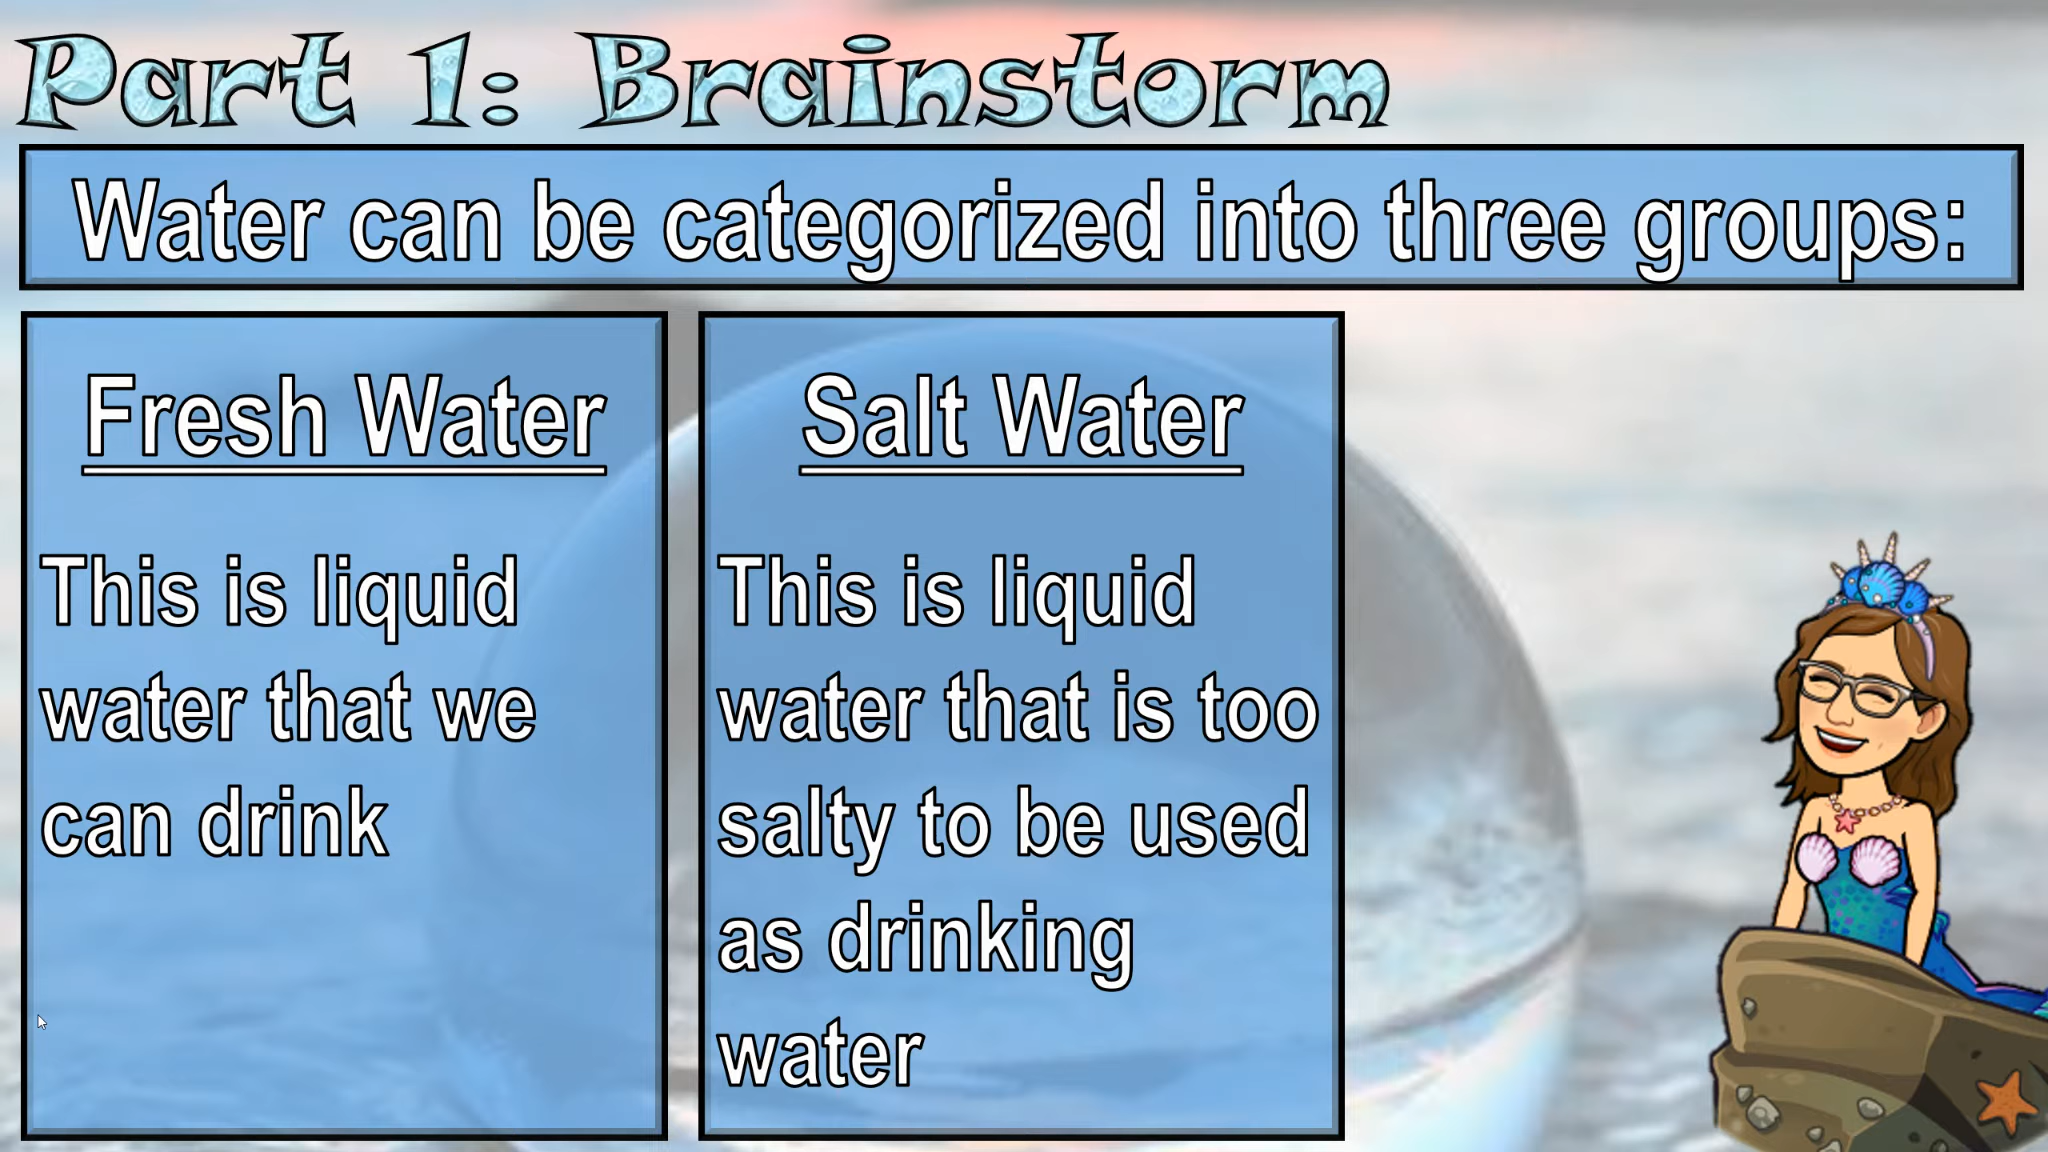 Part 1: Brainstorm
Water can be categorized into three groups:
Fresh Water
This is liquid
water that we
can drink
Salt Water
This is liquid
water that is too
salty to be used
as drinking
water